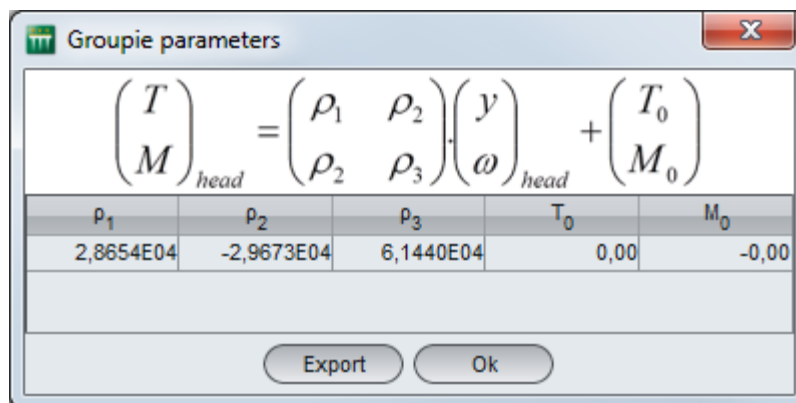 Groupie parameters
(T M)head = (ρ1 ρ2 ρ2 ρ3).(y ω)head + (T0 M0)
ρ1 ρ2 ρ3 T0 M0
2,8654E04 -2,9673E04 6,1440E04 0,00 -0,00
Export Ok